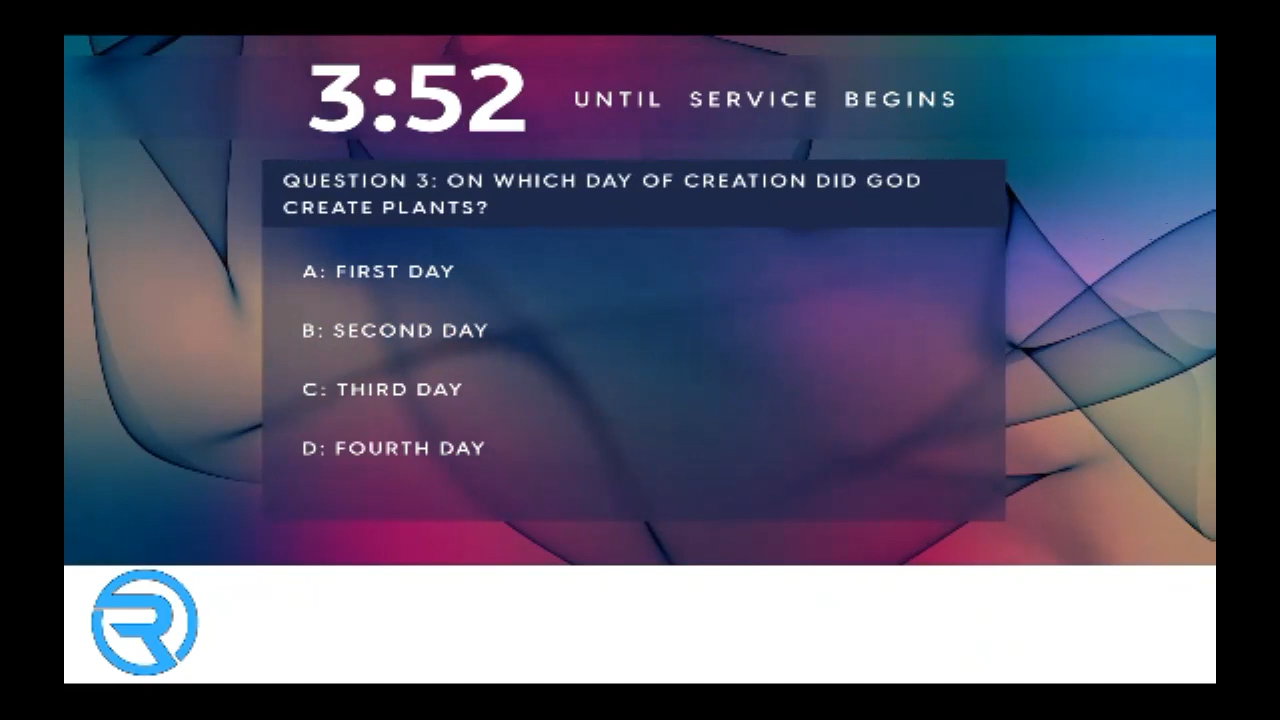 3:52 UNTIL SERVICE BEGINS
QUESTION 3: ON WHICH DAY OF CREATION DID GOD
CREATE PLANTS?
A: FIRST DAY
B: SECOND DAY
C: THIRD DAY
D: FOURTH DAY
R